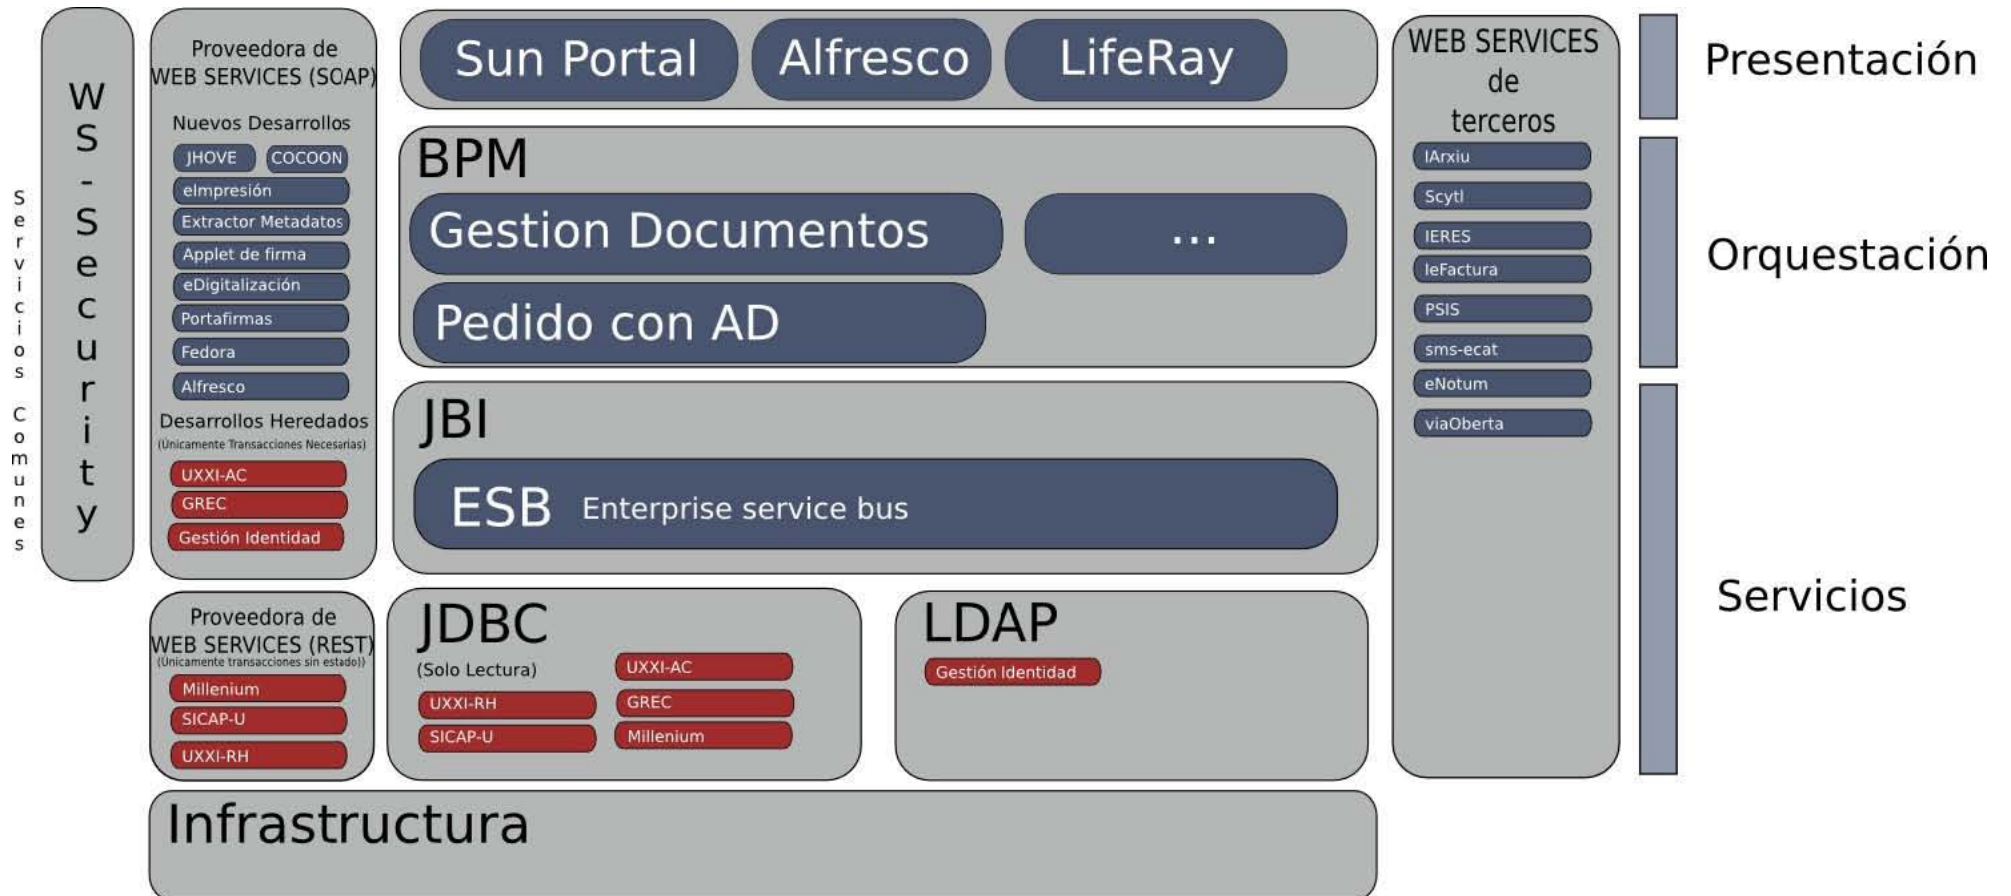 Servicios Comunes
WS-Security
Proveedora de
WEB SERVICES (SOAP)
Nuevos Desarrollos
JHOVE
COCOON
eImpresión
Extractor Metadatos
Applet de firma
eDigitalización
Portafirmas
Fedora
Alfresco
Desarrollos Heredados
(Únicamente Transacciones Necesarias)
UXXI-AC
GREC
Gestión Identidad
Proveedora de
WEB SERVICES (REST)
(Únicamente transacciones sin estado))
Millenium
SICAP-U
UXXI-RH
Sun Portal
Alfresco
LifeRay
BPM
Gestion Documentos
...
Pedido con AD
JBI
ESB Enterprise service bus
JDBC
(Solo Lectura)
UXXI-RH
SICAP-U
UXXI-AC
GREC
Millenium
LDAP
Gestión Identidad
Infrastructura
WEB SERVICES
de
terceros
IArxiu
Scytl
IERES
IeFactura
PSIS
sms-ecat
eNotum
viaOberta
Presentación
Orquestación
Servicios